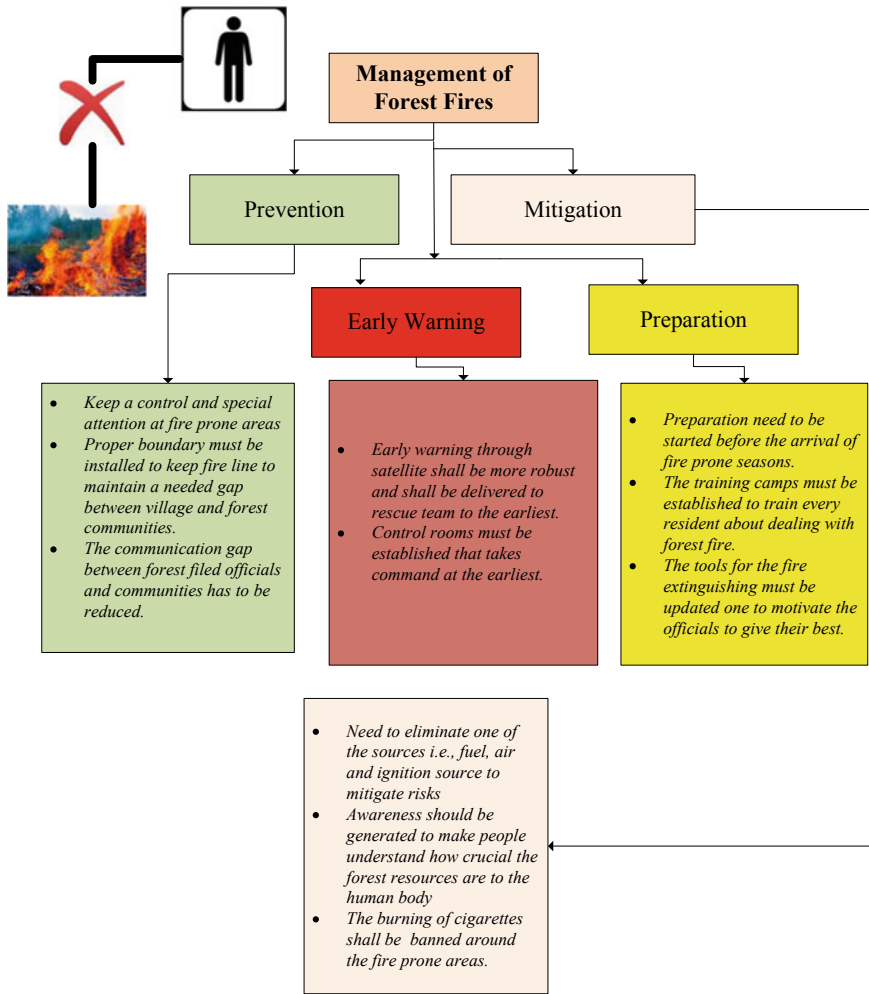 Management of
Forest Fires
Prevention
Mitigation
Early Warning
Preparation
• Keep a control and special
attention at fire prone areas
• Proper boundary must be
installed to keep fire line to
maintain a needed gap
between village and forest
communities.
• The communication gap
between forest filed officials
and communities has to be
reduced.
• Early warning through
satellite shall be more robust
and shall be delivered to
rescue team to the earliest.
• Control rooms must be
established that takes
command at the earliest.
• Preparation need to be
started before the arrival of
fire prone seasons.
• The training camps must be
established to train every
resident about dealing with
forest fire.
• The tools for the fire
extinguishing must be
updated one to motivate the
officials to give their best.
• Need to eliminate one of
the sources i.e., fuel, air
and ignition source to
mitigate risks
• Awareness should be
generated to make people
understand how crucial the
forest resources are to the
human body
• The burning of cigarettes
shall be banned around
the fire prone areas.